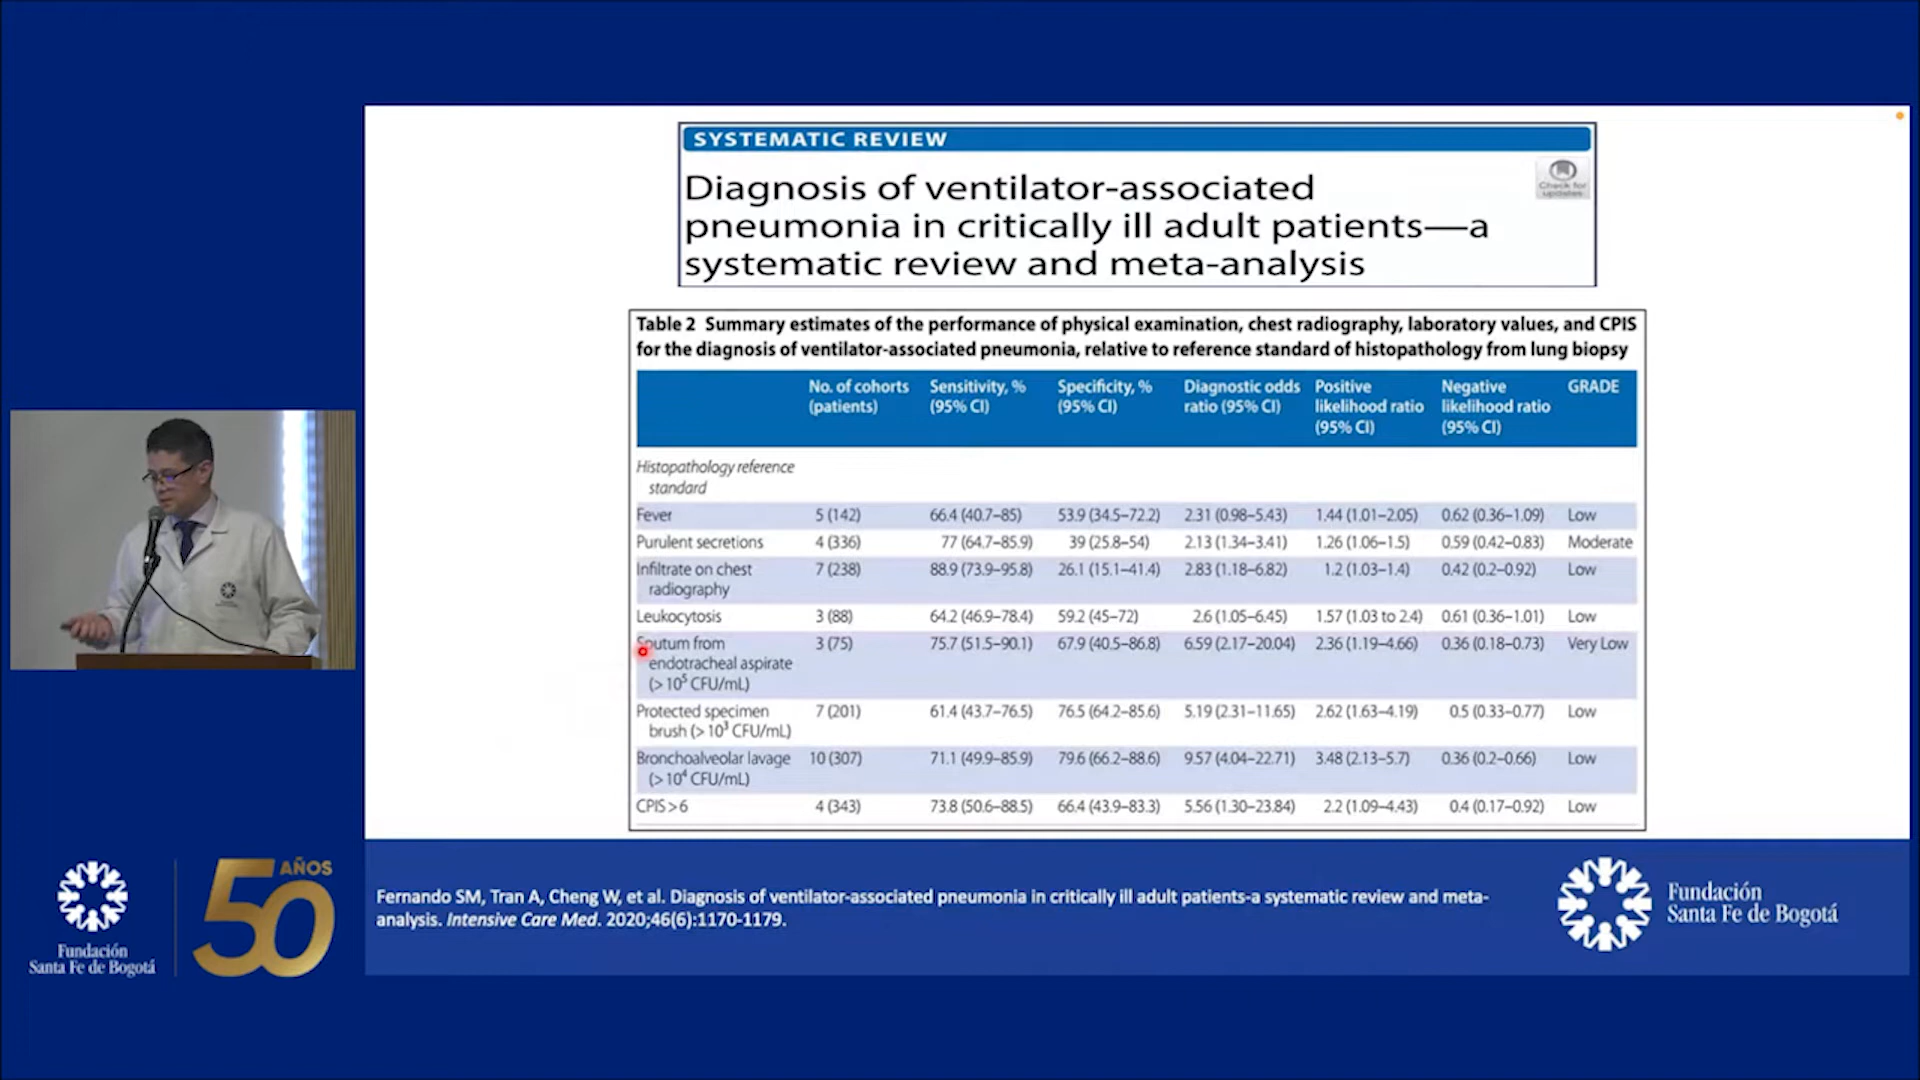 SYSTEMATIC REVIEW
Diagnosis of ventilator-associated
pneumonia in critically ill adult patients—a
systematic review and meta-analysis
Check for
updates
Table 2 Summary estimates of the performance of physical examination, chest radiography, laboratory values, and CPIS
for the diagnosis of ventilator-associated pneumonia, relative to reference standard of histopathology from lung biopsy
No. of cohorts (patients) Sensitivity, % (95% CI) Specificity, % (95% CI) Diagnostic odds ratio (95% CI) Positive likelihood ratio (95% CI) Negative likelihood ratio (95% CI) GRADE
Histopathology reference
standard
Fever 5 (142) 66.4 (40.7–85) 53.9 (34.5–72.2) 2.31 (0.98–5.43) 1.44 (1.01–2.05) 0.62 (0.36–1.09) Low
Purulent secretions 4 (336) 77 (64.7–85.9) 39 (25.8–54) 2.13 (1.34–3.41) 1.26 (1.06–1.5) 0.59 (0.42–0.83) Moderate
Infiltrate on chest 7 (238) 88.9 (73.9–95.8) 26.1 (15.1–41.4) 2.83 (1.18–6.82) 1.2 (1.03–1.4) 0.42 (0.2–0.92) Low
radiography
Leukocytosis 3 (88) 64.2 (46.9–78.4) 59.2 (45–72) 2.6 (1.05–6.45) 1.57 (1.03 to 2.4) 0.61 (0.36–1.01) Low
Sputum from 3 (75) 75.7 (51.5–90.1) 67.9 (40.5–86.8) 6.59 (2.17–20.04) 2.36 (1.19–4.66) 0.36 (0.18–0.73) Very Low
endotracheal aspirate
(> 10⁵ CFU/mL)
Protected specimen 7 (201) 61.4 (43.7–76.5) 76.5 (64.2–85.6) 5.19 (2.31–11.65) 2.62 (1.63–4.19) 0.5 (0.33–0.77) Low
brush (> 10³ CFU/mL)
Bronchoalveolar lavage 10 (307) 71.1 (49.9–85.9) 79.6 (66.2–88.6) 9.57 (4.04–22.71) 3.48 (2.13–5.7) 0.36 (0.2–0.66) Low
(> 10⁴ CFU/mL)
CPIS > 6 4 (343) 73.8 (50.6–88.5) 66.4 (43.9–83.3) 5.56 (1.30–23.84) 2.2 (1.09–4.43) 0.4 (0.17–0.92) Low
Fernando SM, Tran A, Cheng W, et al. Diagnosis of ventilator-associated pneumonia in critically ill adult patients-a systematic review and meta-
analysis. Intensive Care Med. 2020;46(6):1170-1179.
Fundación
Santa Fe de Bogotá
50 AÑOS
Fundación
Santa Fe de Bogotá